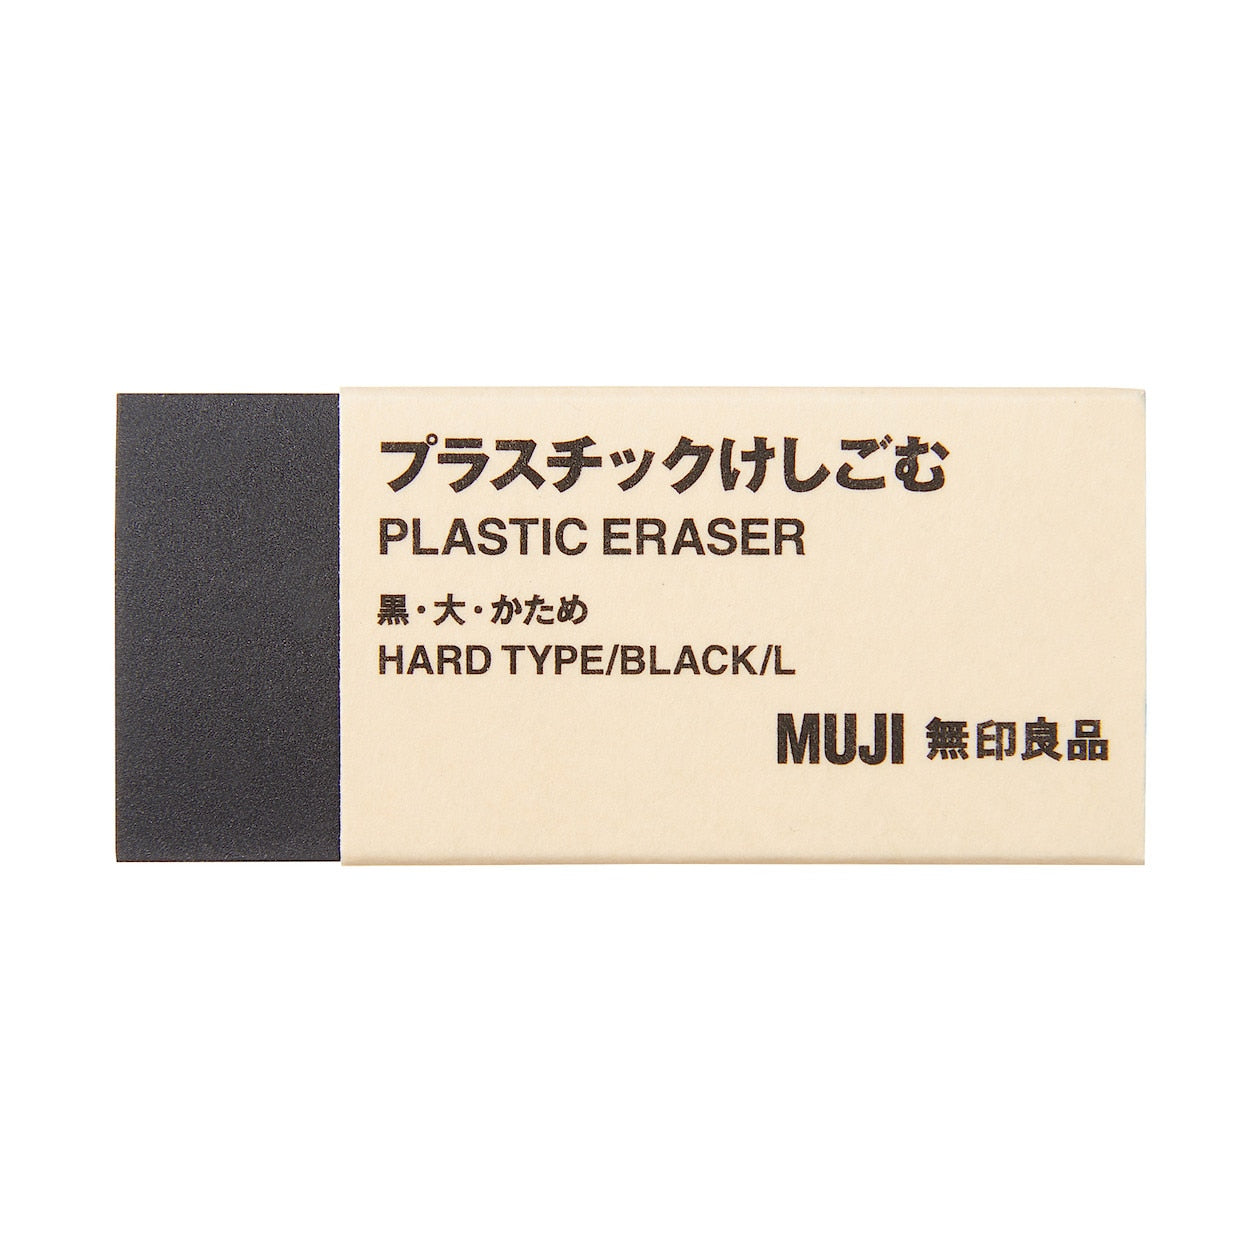 プラスチックけしごむ
PLASTIC ERASER
黒・大・かため
HARD TYPE/BLACK/L
MUJI 無印良品